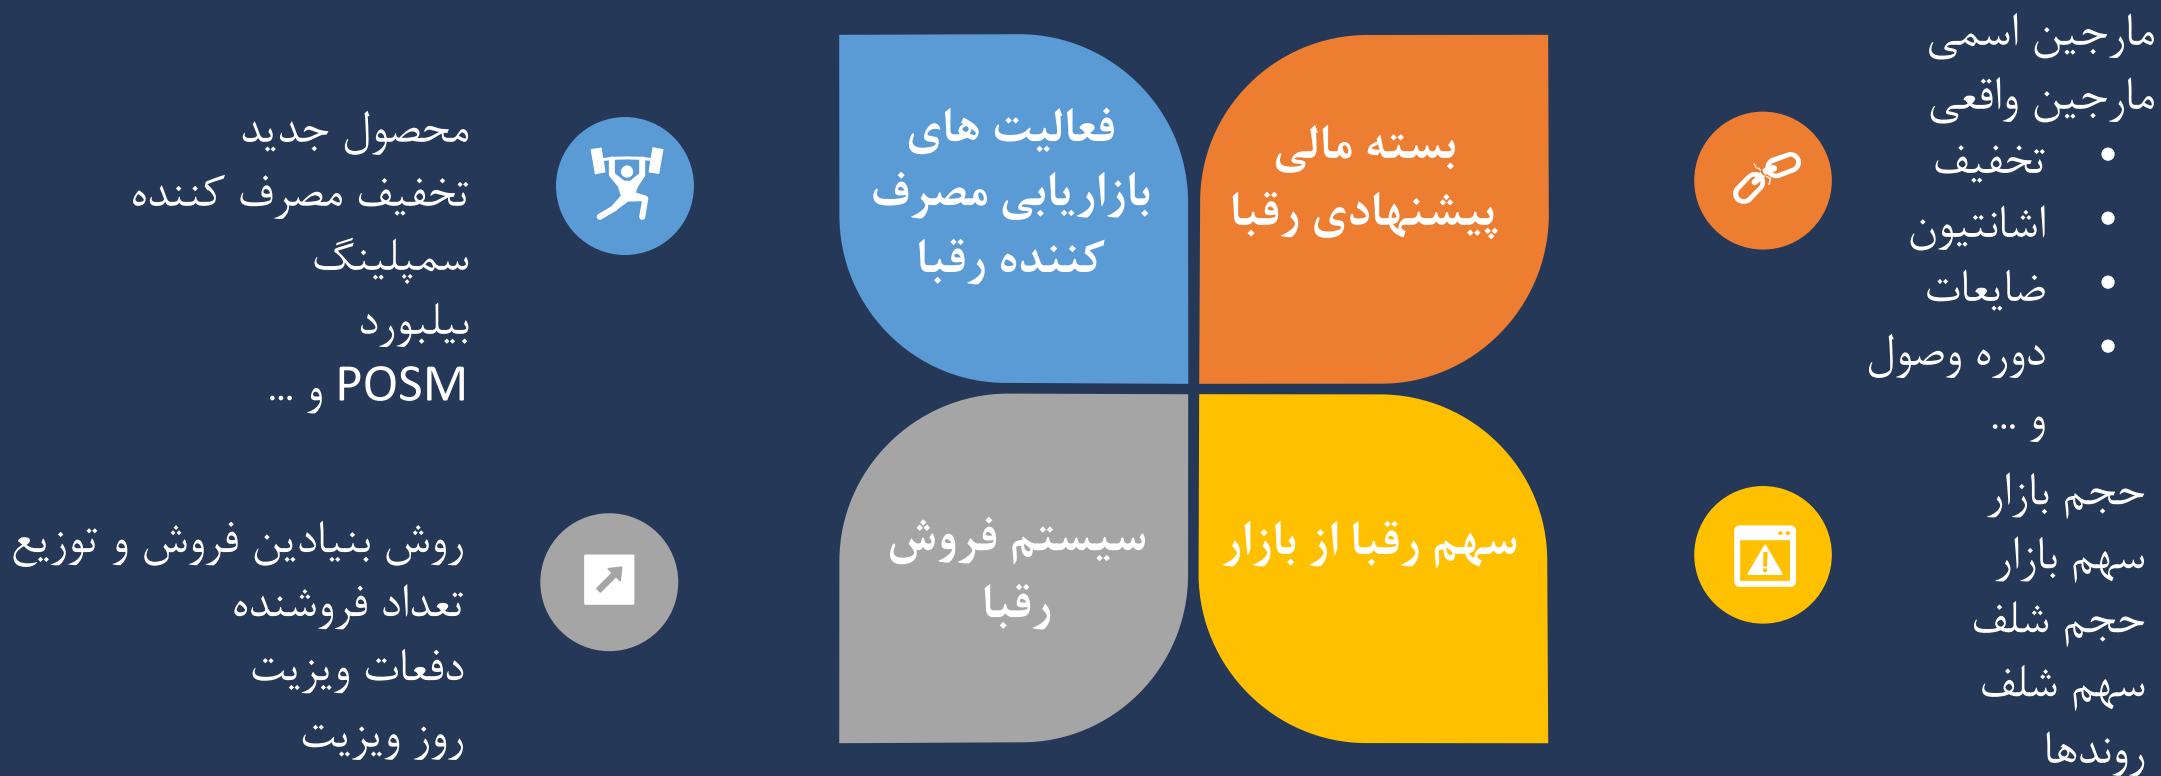 مارجین اسمی
مارجین واقعی
• تخفیف
• اشانتیون
• ضایعات
• دوره وصول
و ...
بسته مالی
پیشنهادی رقبا
فعالیت های
بازاریابی مصرف
کننده رقبا
محصول جدید
تخفیف مصرف کننده
سمپلینگ
بیلبورد
POSM و ...
حجم بازار
سهم بازار
حجم شلف
سهم شلف
روندها
سهم رقبا از بازار
سیستم فروش
رقبا
روش بنیادین فروش و توزیع
تعداد فروشنده
دفعات ویزیت
روز ویزیت